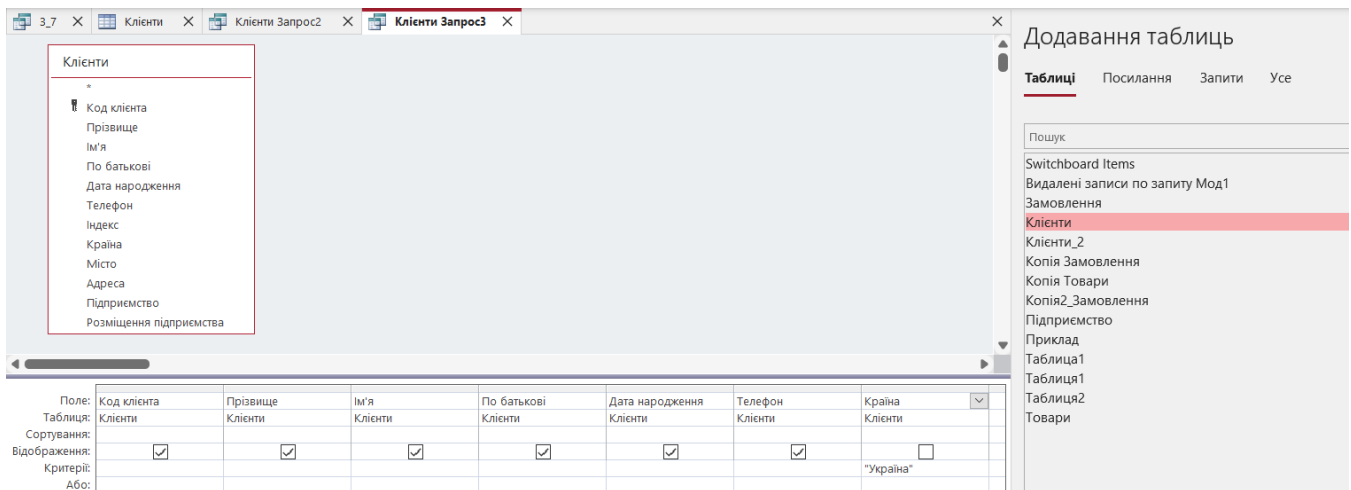 3_7 Клієнти Клієнти Запрос2 Клієнти Запрос3
Клієнти
*
Код клієнта
Прізвище
Ім'я
По батькові
Дата народження
Телефон
Індекс
Країна
Місто
Адреса
Підприємство
Розміщення підприємства
Поле: Код клієнта Прізвище Ім'я По батькові Дата народження Телефон Країна
Таблиця: Клієнти Клієнти Клієнти Клієнти Клієнти Клієнти Клієнти
Сортування:
Відображення:
Критерії: "Україна"
Або:
Додавання таблиць
Таблиці Посилання Запити Усе
Пошук
Switchboard Items
Видалені записи по запиту Мод1
Замовлення
Клієнти
Клієнти_2
Копія Замовлення
Копія Товари
Копія2_Замовлення
Підприємство
Приклад
Таблица1
Таблиця1
Таблиця2
Товари